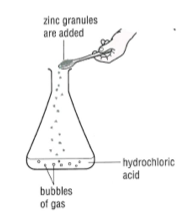 zinc granules
are added
hydrochloric
acid
bubbles
of gas